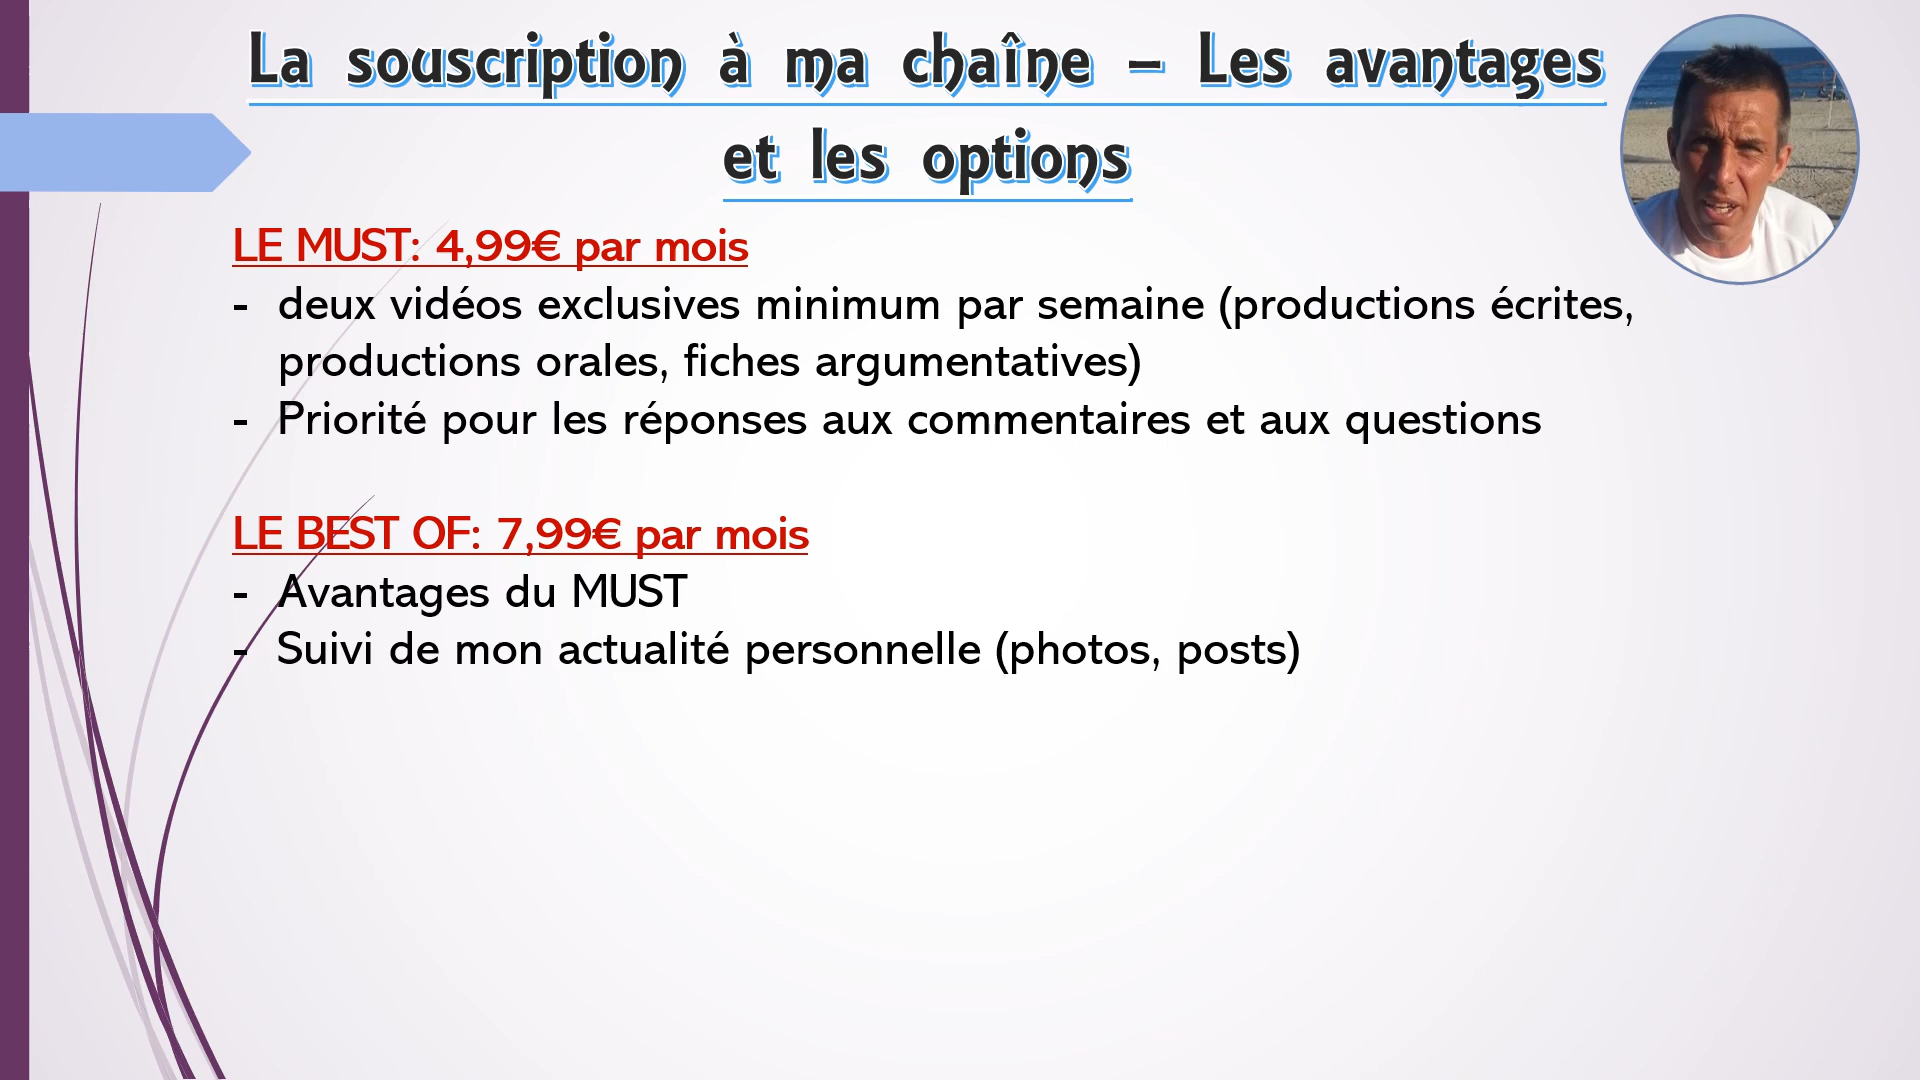 La souscription à ma chaîne – Les avantages
et les options
LE MUST: 4,99€ par mois
- deux vidéos exclusives minimum par semaine (productions écrites,
productions orales, fiches argumentatives)
- Priorité pour les réponses aux commentaires et aux questions
LE BEST OF: 7,99€ par mois
- Avantages du MUST
- Suivi de mon actualité personnelle (photos, posts)